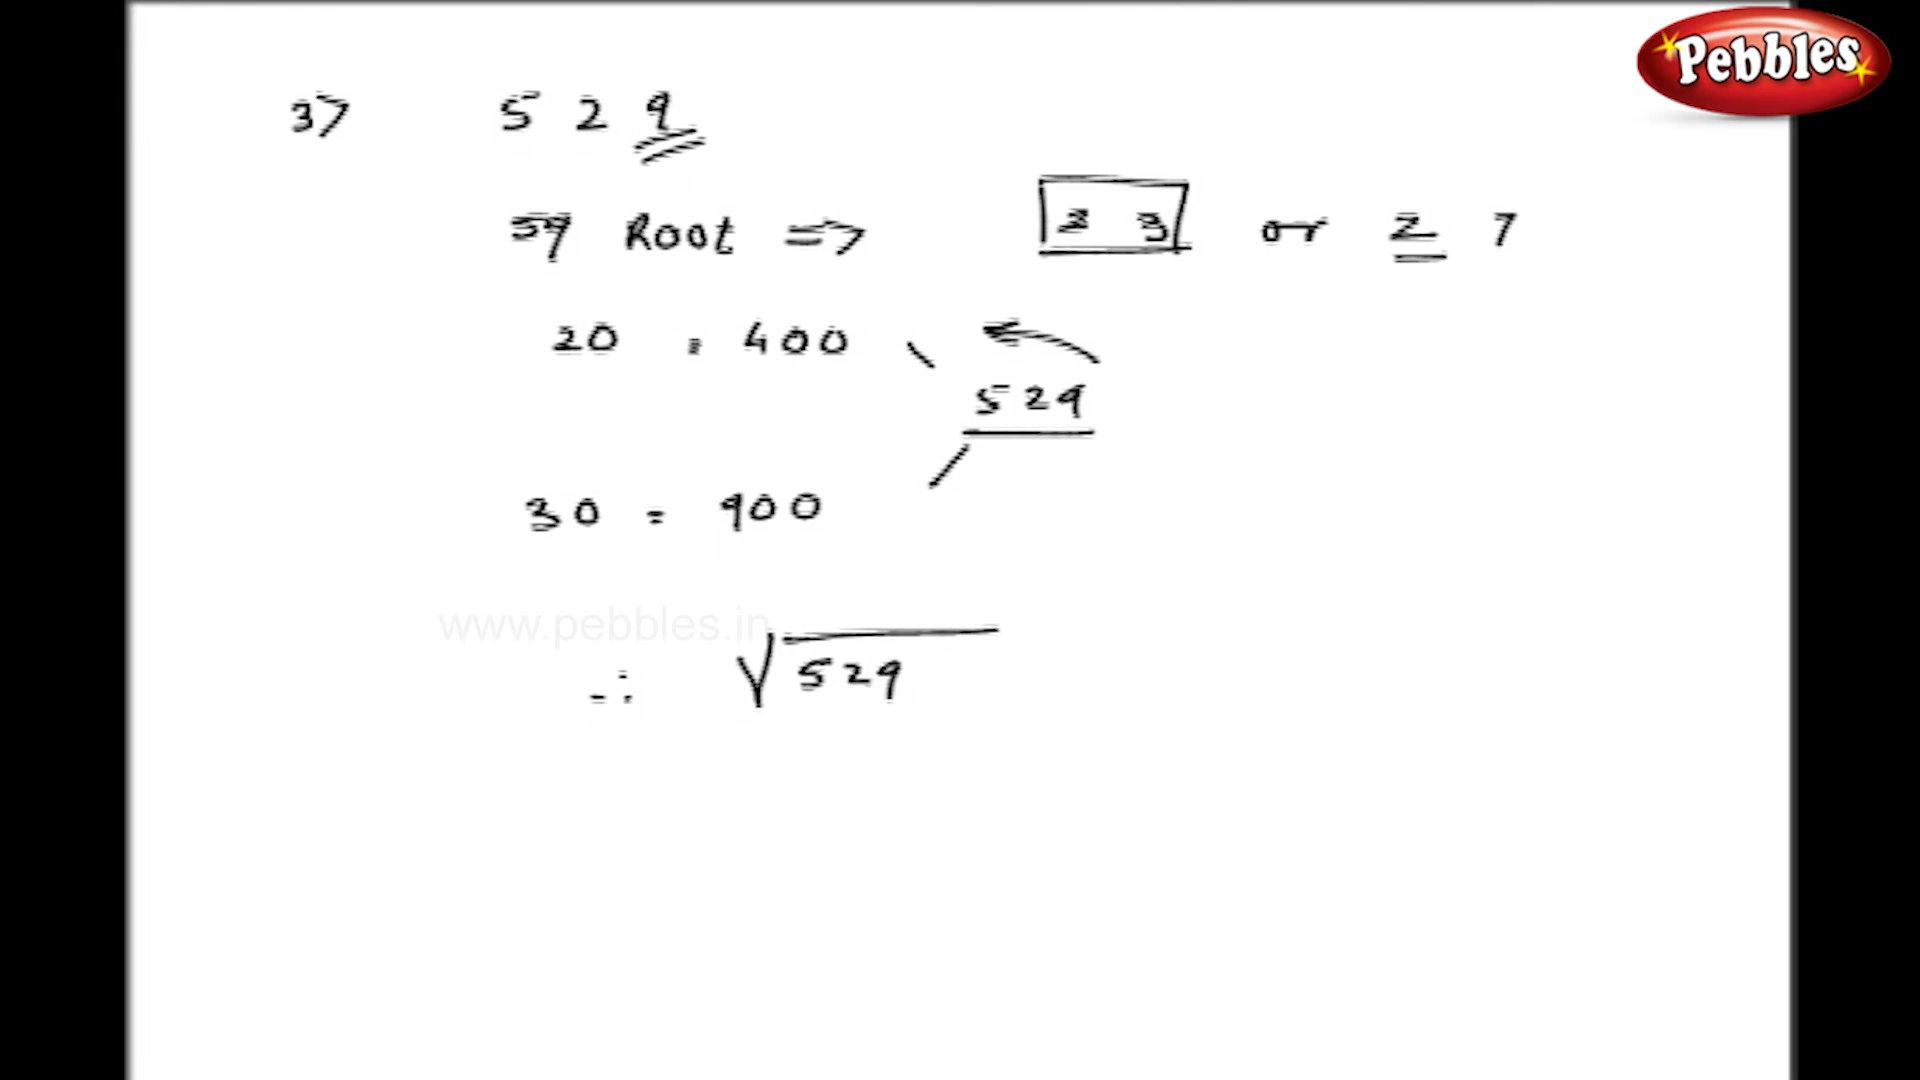 Pebbles
3> 5 2 9
sq Root => 2 3 or 2 7
20 = 400
529
30 = 900
www.pebbles.in
∴ √529